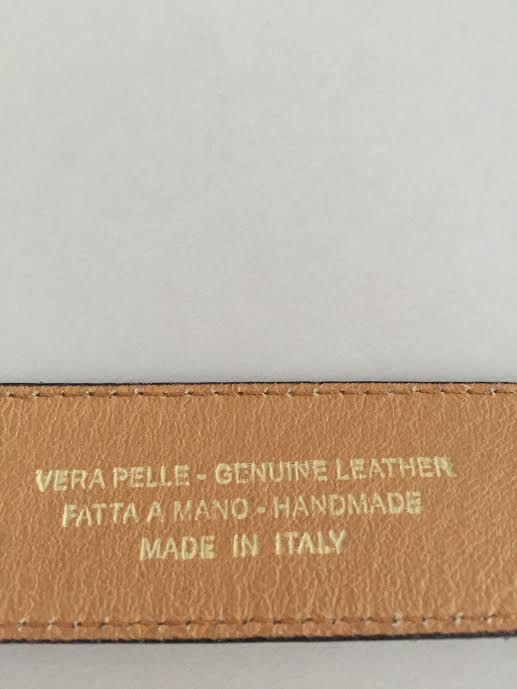 VERA PELLE - GENUINE LEATHER
FATTA A MANO - HANDMADE
MADE IN ITALY